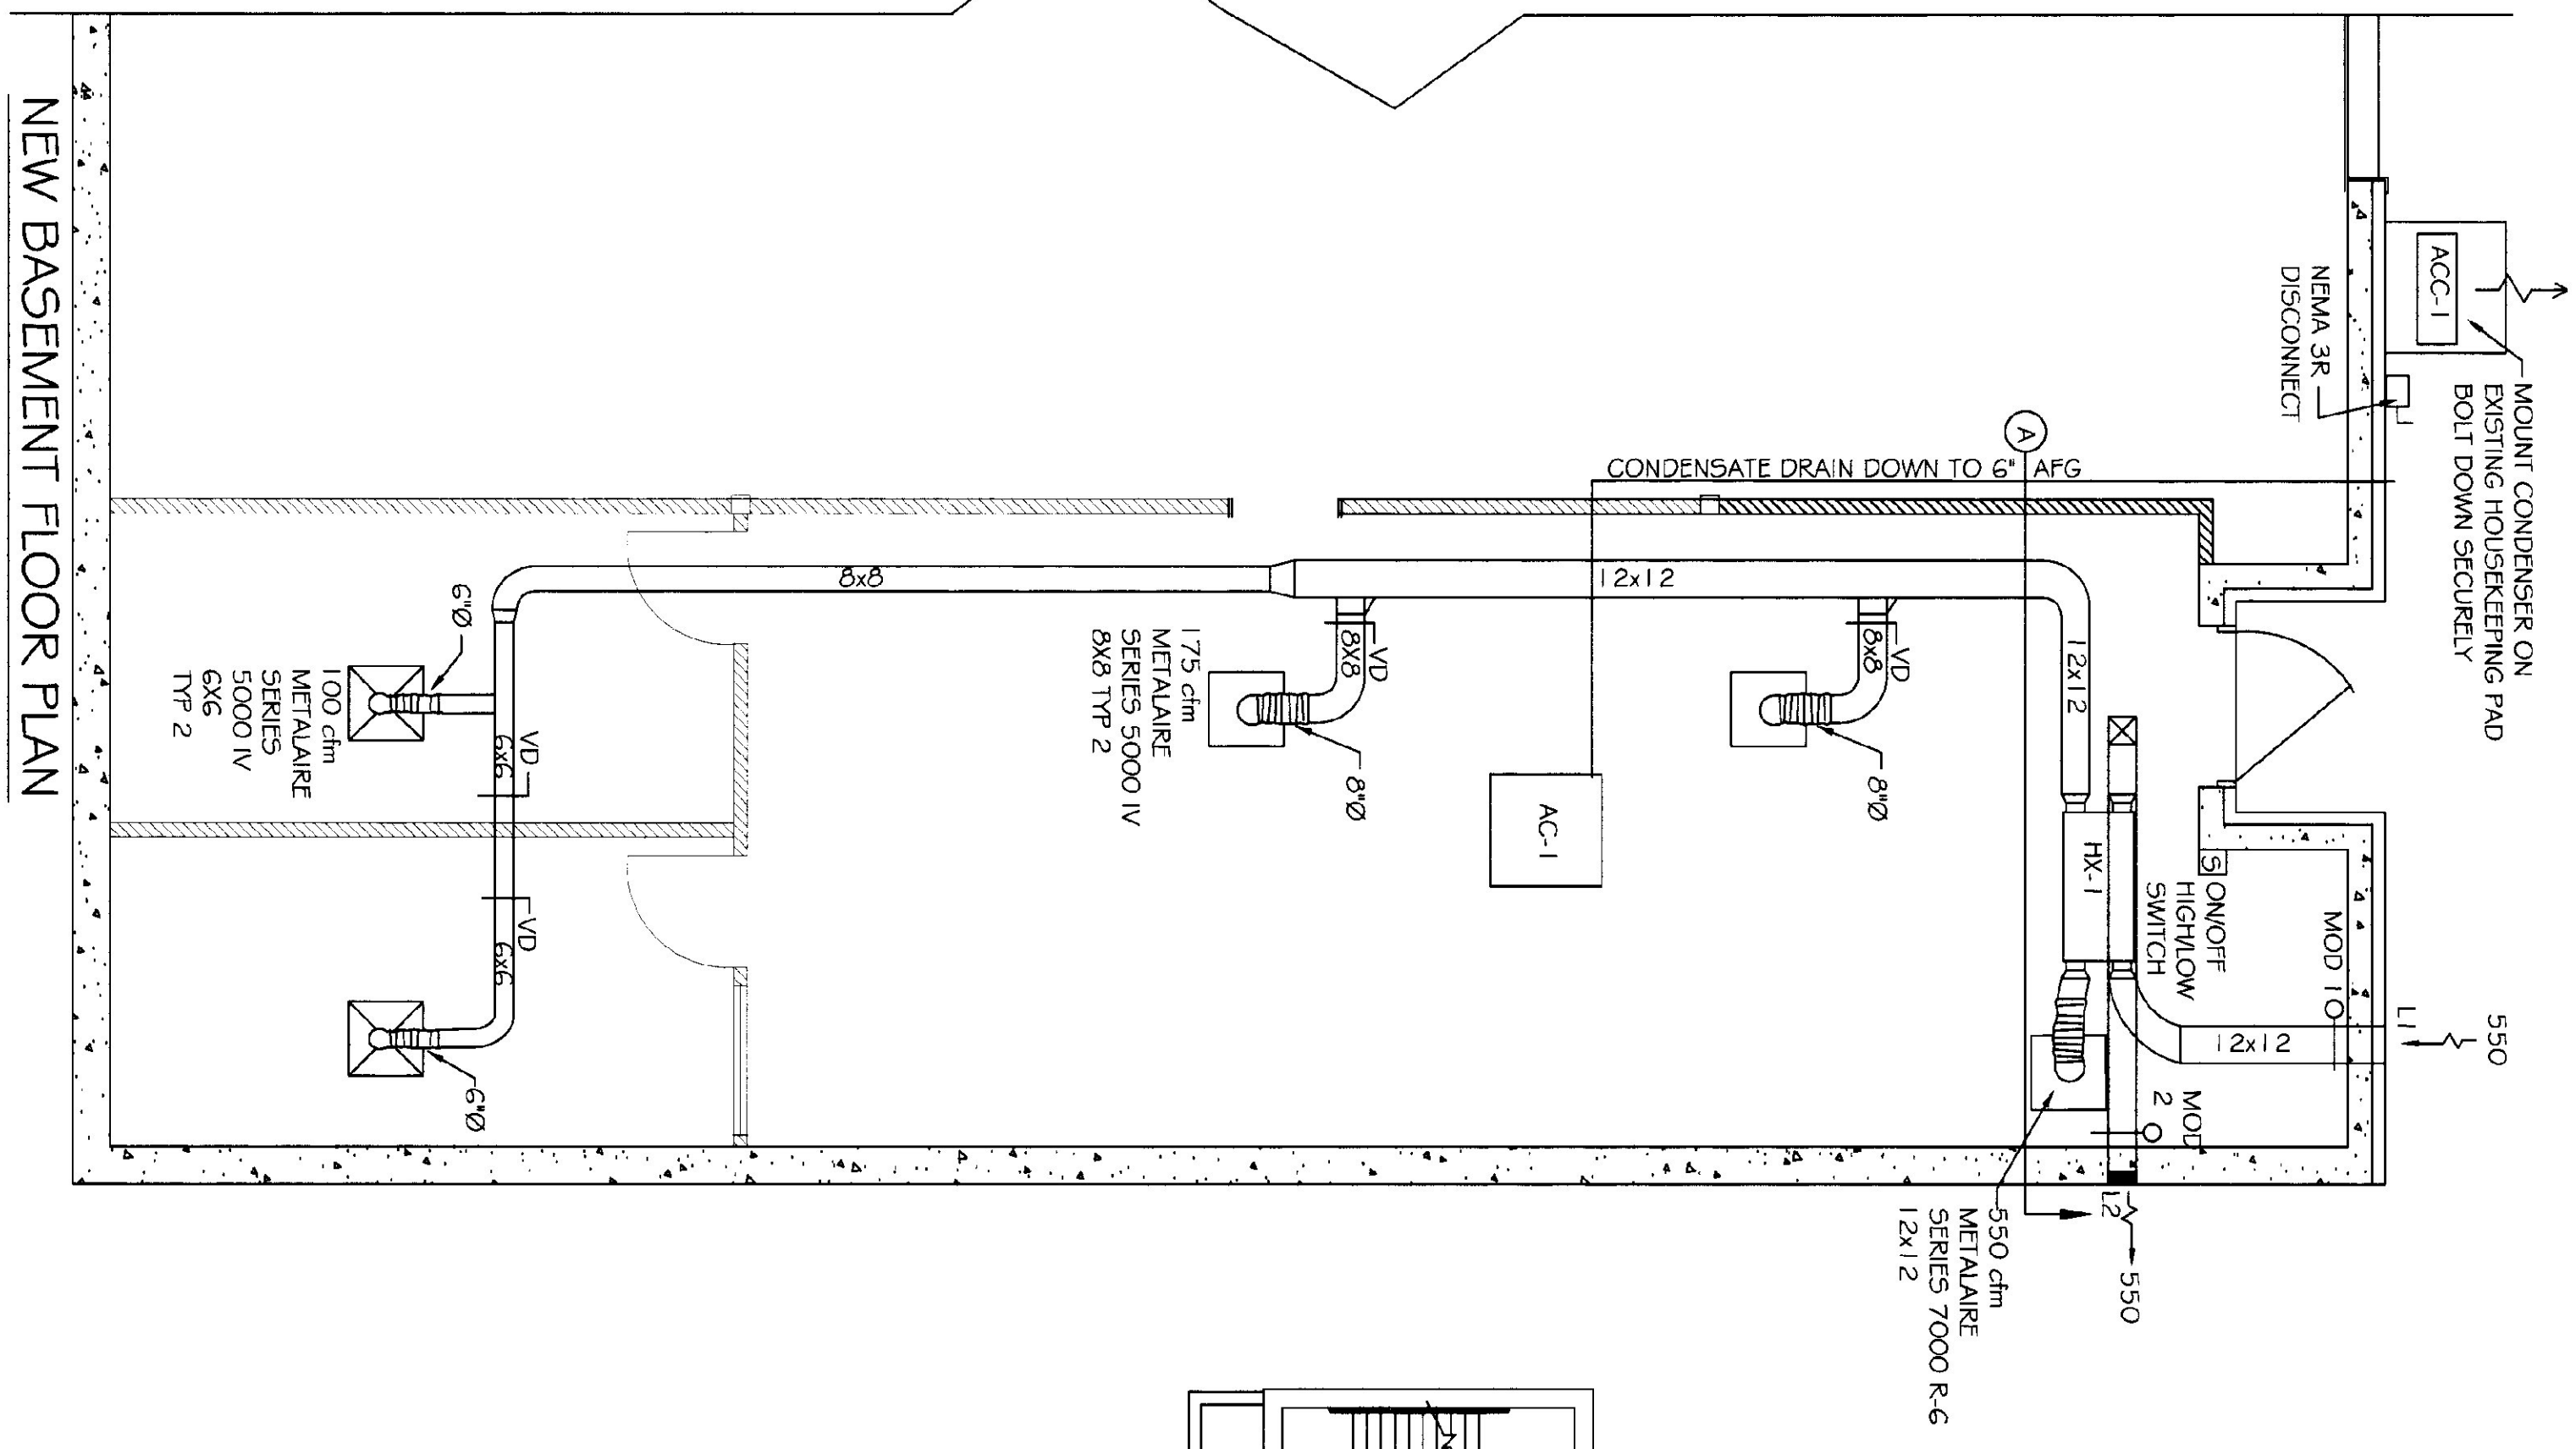 MOUNT CONDENSER ON
EXISTING HOUSEKEEPING PAD
BOLT DOWN SECURELY
ACC-1
NEMA 3R
DISCONNECT
CONDENSATE DRAIN DOWN TO 6" AFG
A
550
L1
MOD 1
12x12
ON/OFF
HIGH/LOW
SWITCH
S
HX-1
12x12
MOD
2
L2
550
550 cfm
METALAIRE
SERIES 7000 R-6
12x12
12x12
VD
8x8
8"Ø
AC-1
VD
8X8
8"Ø
175 cfm
METALAIRE
SERIES 5000 IV
8X8 TYP 2
8x8
6"Ø
VD
6x6
VD
6x6
6"Ø
100 cfm
METALAIRE
SERIES
5000 IV
6X6
TYP 2
NEW BASEMENT FLOOR PLAN